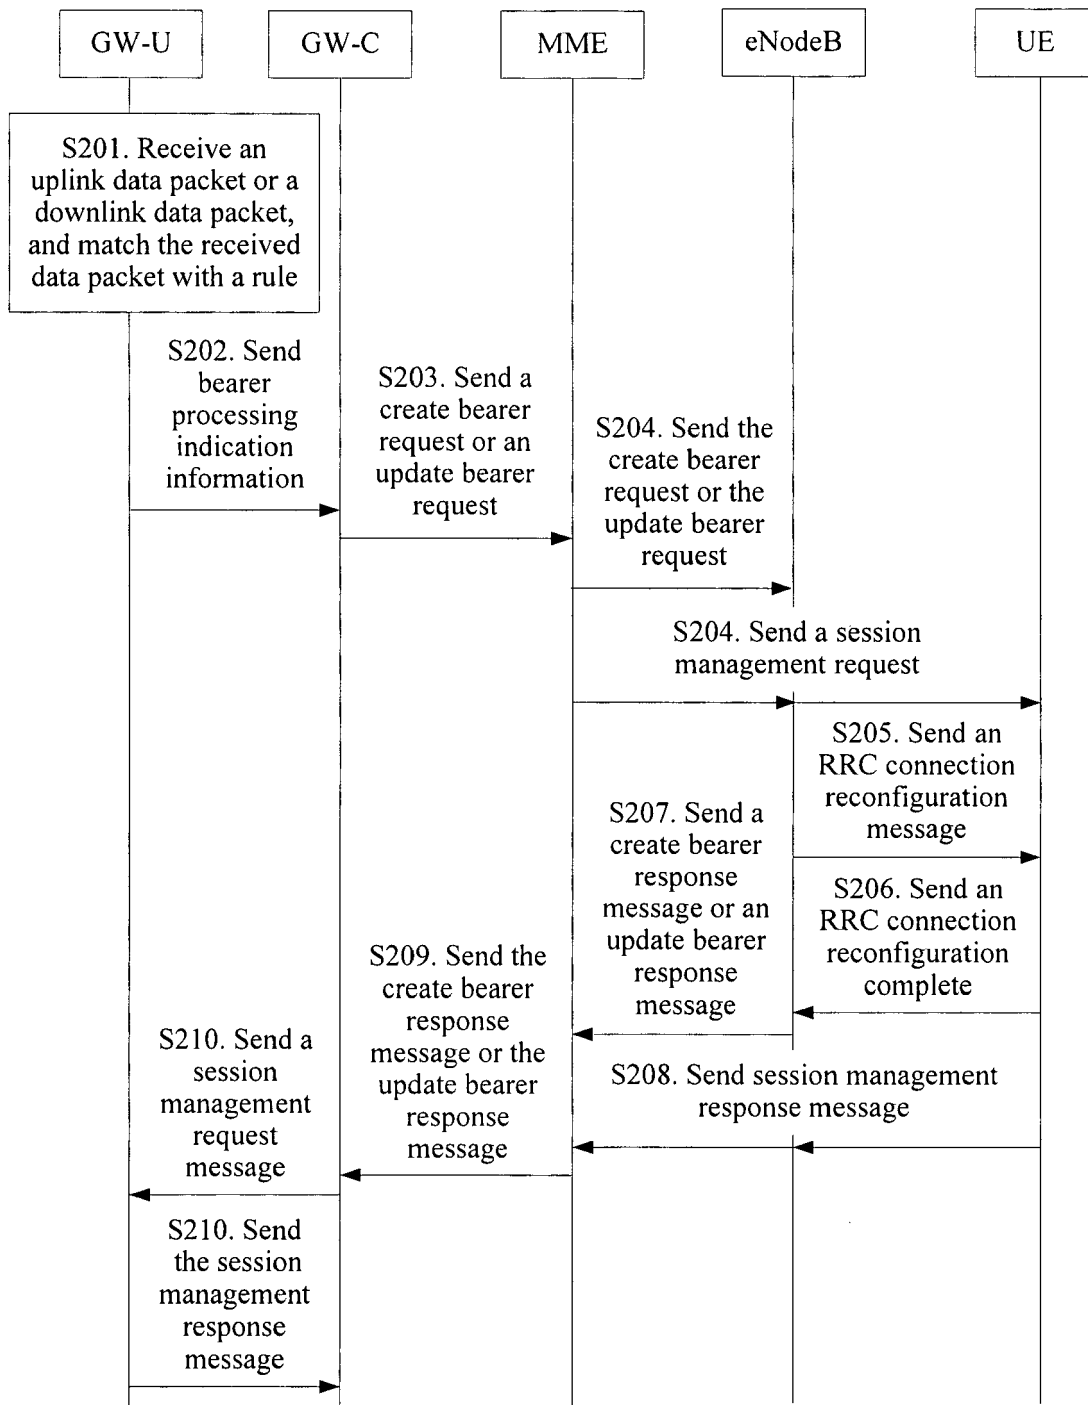 GW-U
GW-C
MME
eNodeB
UE
S201. Receive an
uplink data packet or a
downlink data packet,
and match the received
data packet with a rule
S202. Send
bearer
processing
indication
information
S203. Send a
create bearer
request or an
update bearer
request
S204. Send the
create bearer
request or the
update bearer
request
S204. Send a session
management request
S205. Send an
RRC connection
reconfiguration
message
S206. Send an
RRC connection
reconfiguration
complete
S207. Send a
create bearer
response
message or an
update bearer
response
message
S208. Send session management
response message
S209. Send the
create bearer
response
message or the
update bearer
response
message
S210. Send a
session
management
request
message
S210. Send
the session
management
response
message